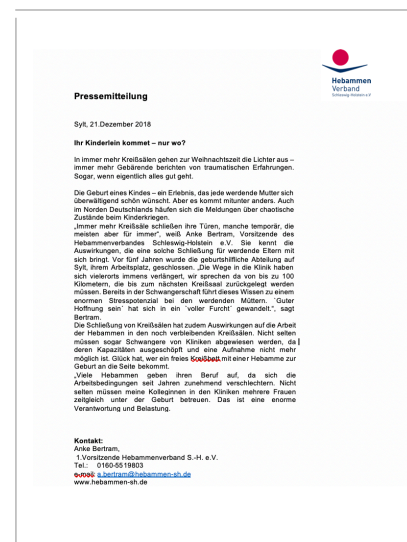 Hebammen
Verband
Schleswig-Holstein e.V
Pressemitteilung
Sylt, 21.Dezember 2018
Ihr Kinderlein kommet – nur wo?
In immer mehr Kreißsälen gehen zur Weihnachtszeit die Lichter aus –
immer mehr Gebärende berichten von traumatischen Erfahrungen.
Sogar, wenn eigentlich alles gut geht.
Die Geburt eines Kindes – ein Erlebnis, das jede werdende Mutter sich
überwältigend schön wünscht. Aber es kommt mitunter anders. Auch
im Norden Deutschlands häufen sich die Meldungen über chaotische
Zustände beim Kinderkriegen.
„Immer mehr Kreißsäle schließen ihre Türen, manche temporär, die
meisten aber für immer“, weiß Anke Bertram, Vorsitzende des
Hebammenverbandes Schleswig-Holstein e.V. Sie kennt die
Auswirkungen, die eine solche Schließung für werdende Eltern mit
sich bringt. Vor fünf Jahren wurde die geburtshilfliche Abteilung auf
Sylt, ihrem Arbeitsplatz, geschlossen. „Die Wege in die Klinik haben
sich vielerorts immens verlängert, wir sprechen da von bis zu 100
Kilometern, die bis zum nächsten Kreißsaal zurückgelegt werden
müssen. Bereits in der Schwangerschaft führt dieses Wissen zu einem
enormen Stresspotenzial bei den werdenden Müttern. ´Guter
Hoffnung sein´ hat sich in ein ´voller Furcht´ gewandelt.“, sagt
Bertram.
Die Schließung von Kreißsälen hat zudem Auswirkungen auf die Arbeit
der Hebammen in den noch verbleibenden Kreißsälen. Nicht selten
müssen sogar Schwangere von Kliniken abgewiesen werden, da
deren Kapazitäten ausgeschöpft und eine Aufnahme nicht mehr
möglich ist. Glück hat, wer ein freies Kreißbett mit einer Hebamme zur
Geburt an die Seite bekommt.
„Viele Hebammen geben ihren Beruf auf, da sich die
Arbeitsbedingungen seit Jahren zunehmend verschlechtern. Nicht
selten müssen meine Kolleginnen in den Kliniken mehrere Frauen
zeitgleich unter der Geburt betreuen. Das ist eine enorme
Verantwortung und Belastung.
Kontakt:
Anke Bertram,
1.Vorsitzende Hebammenverband S.-H. e.V.
Tel.: 0160-5519803
e-mail: a.bertram@hebammen-sh.de
www.hebammen-sh.de